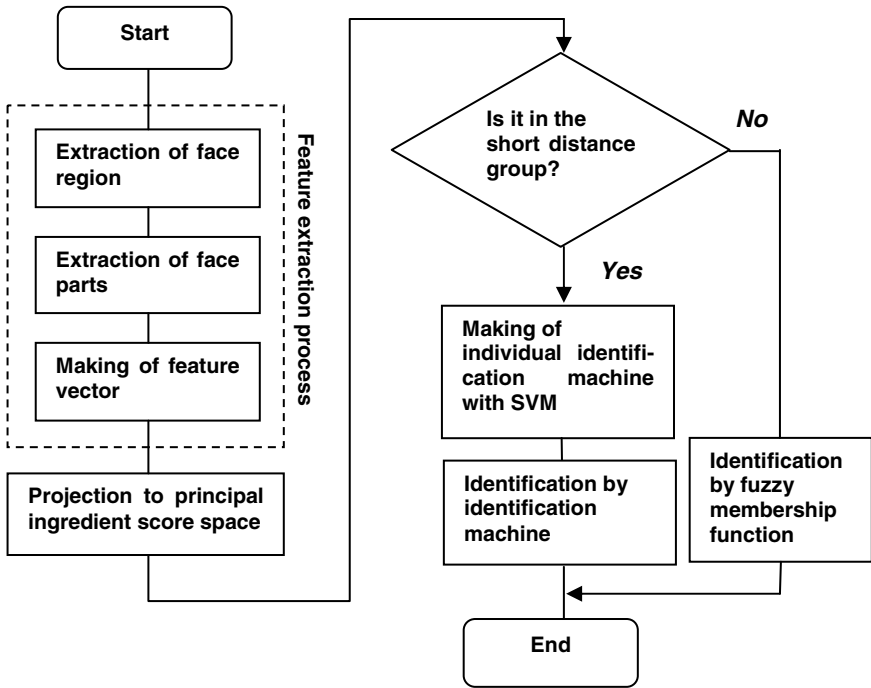 Start
Extraction of face
region
Extraction of face
parts
Making of feature
vector
Feature extraction process
Projection to principal
ingredient score space
Is it in the
short distance
group?
No
Yes
Making of
individual identifi-
cation machine
with SVM
Identification by
identification
machine
Identification
by fuzzy
membership
function
End